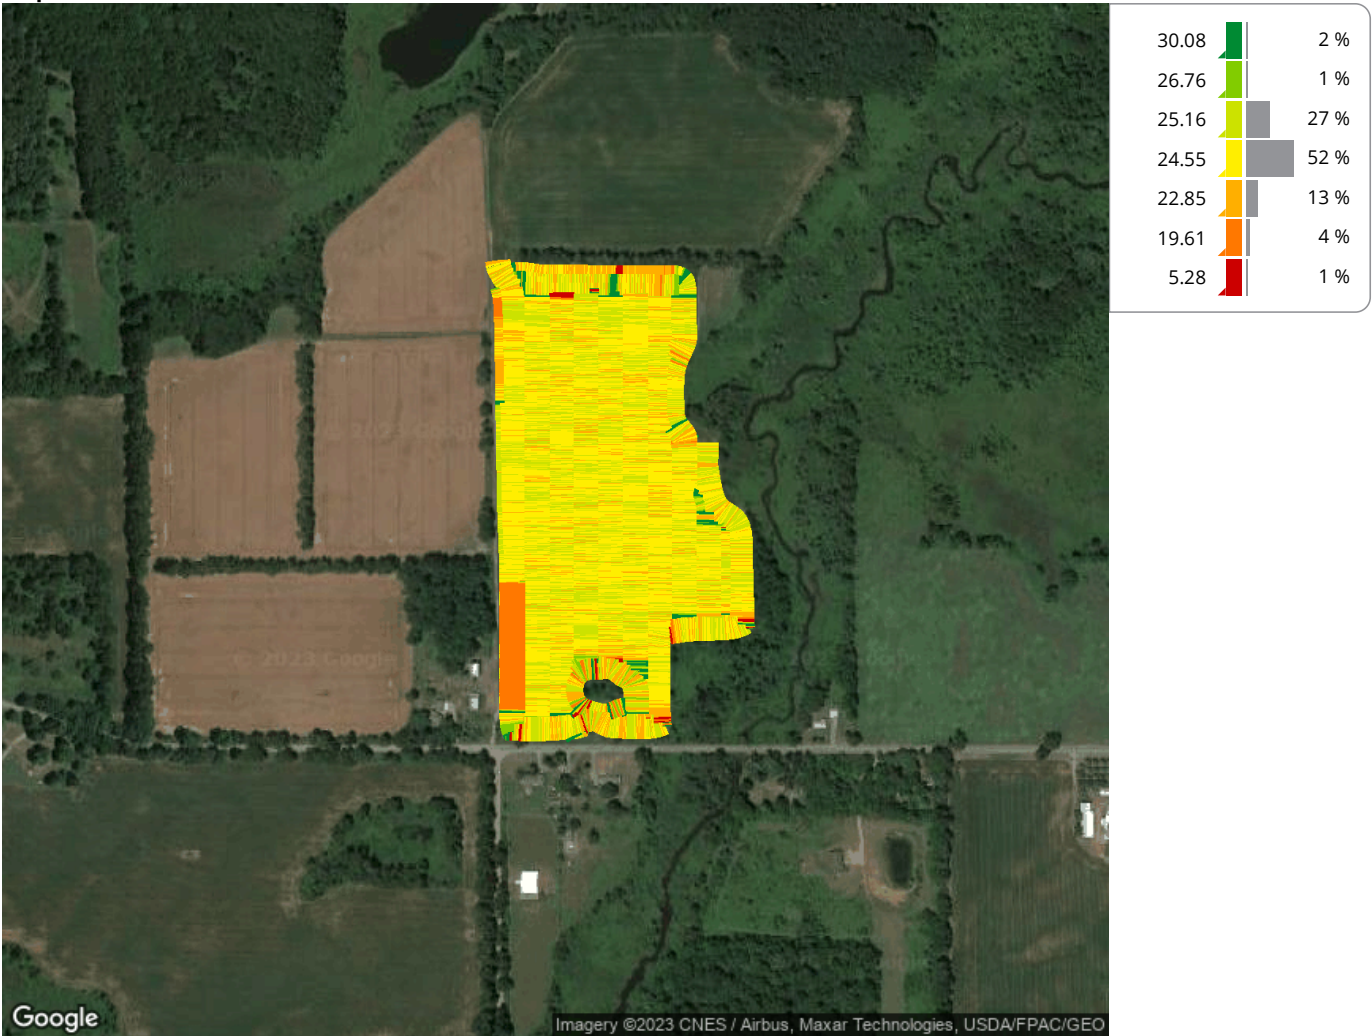 30.08 2 %
26.76 1 %
25.16 27 %
24.55 52 %
22.85 13 %
19.61 4 %
5.28 1 %
Google
Imagery ©2023 CNES / Airbus, Maxar Technologies, USDA/FPAC/GEO